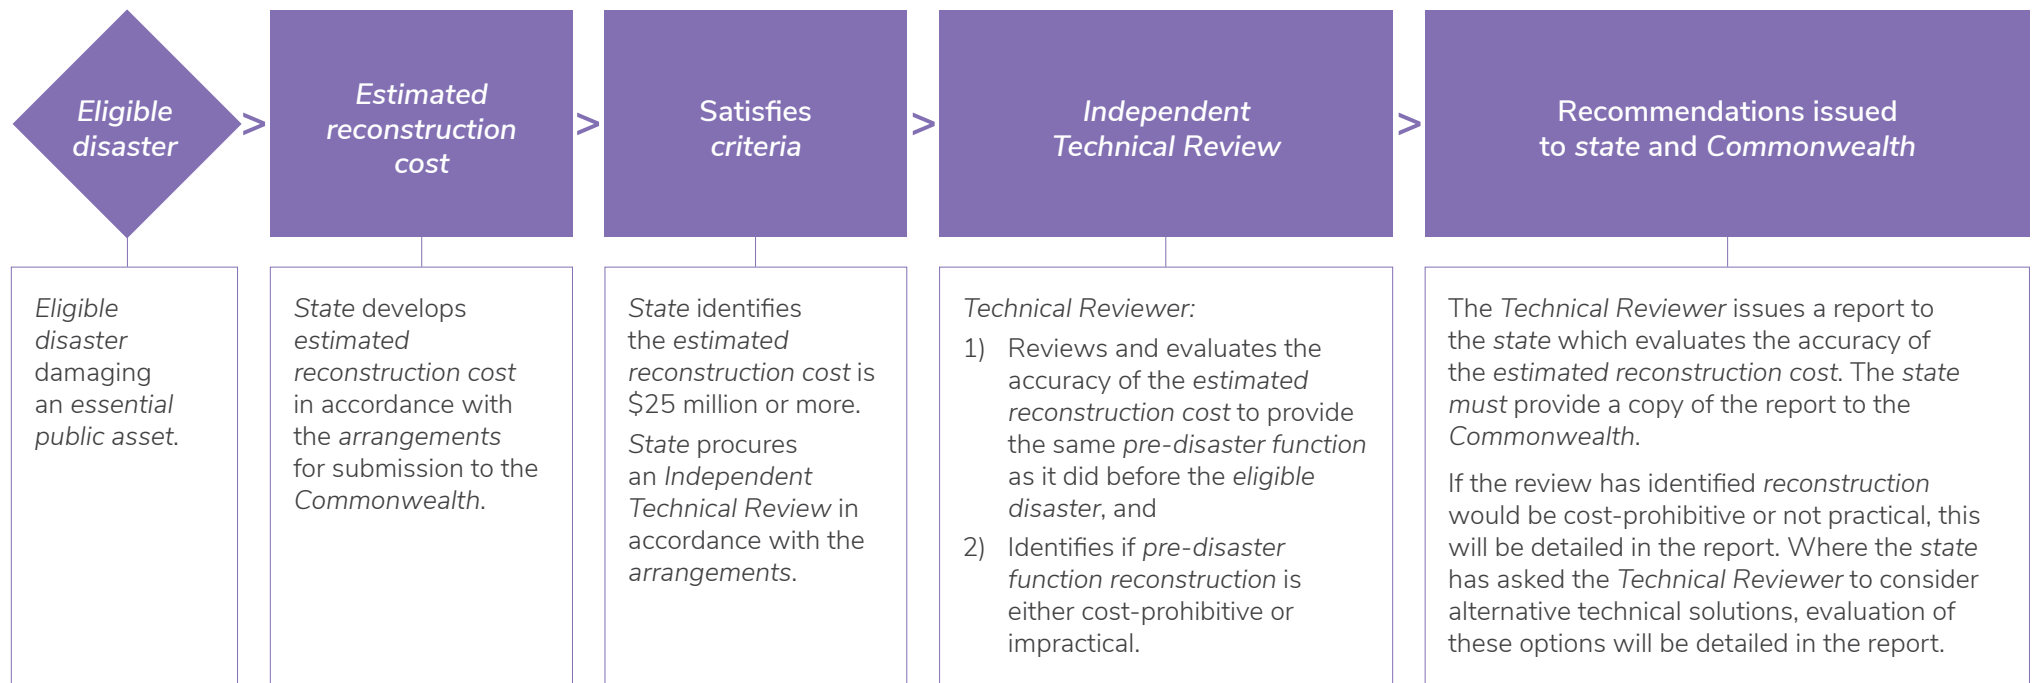 Eligible
disaster
>
Estimated
reconstruction
cost
>
Satisfies
criteria
>
Independent
Technical Review
>
Recommendations issued
to state and Commonwealth
Eligible
disaster
damaging
an essential
public asset.
State develops
estimated
reconstruction cost
in accordance with
the arrangements
for submission to the
Commonwealth.
State identifies
the estimated
reconstruction cost is
$25 million or more.
State procures
an Independent
Technical Review in
accordance with the
arrangements.
Technical Reviewer:
1) Reviews and evaluates the
accuracy of the estimated
reconstruction cost to provide
the same pre-disaster function
as it did before the eligible
disaster, and
2) Identifies if pre-disaster
function reconstruction is
either cost-prohibitive or
impractical.
The Technical Reviewer issues a report to
the state which evaluates the accuracy of
the estimated reconstruction cost. The state
must provide a copy of the report to the
Commonwealth.
If the review has identified reconstruction
would be cost-prohibitive or not practical, this
will be detailed in the report. Where the state
has asked the Technical Reviewer to consider
alternative technical solutions, evaluation of
these options will be detailed in the report.